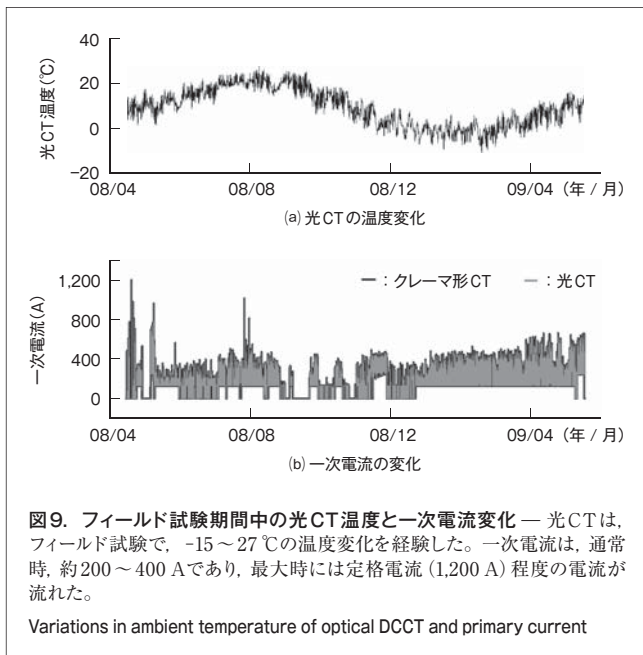 40
20
0
−20
光CT温度(℃)
08/04 08/08 08/12 09/04 (年/月)
(a) 光CTの温度変化
1,200
800
400
0
一次電流(A)
━:クレーマ形CT ━:光CT
08/04 08/08 08/12 09/04 (年/月)
(b) 一次電流の変化
図9. フィールド試験期間中の光CT温度と一次電流変化 — 光CTは,
フィールド試験で, -15〜27℃の温度変化を経験した。一次電流は, 通常
時, 約200〜400 Aであり, 最大時には定格電流 (1,200 A) 程度の電流が
流れた。
Variations in ambient temperature of optical DCCT and primary current